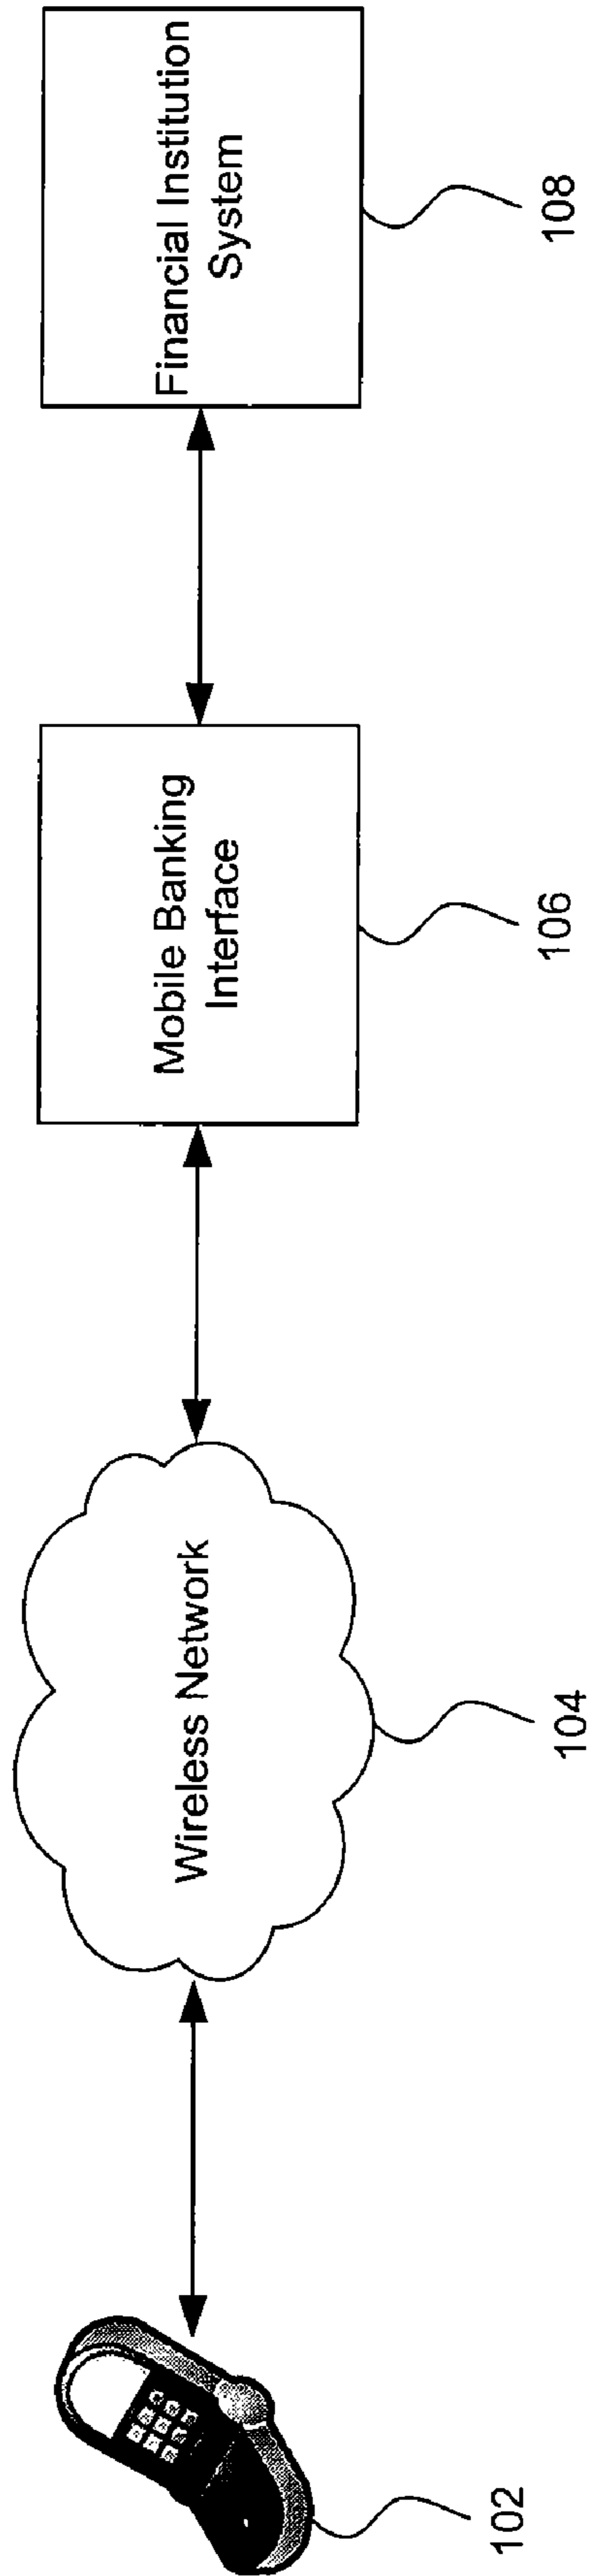 Wireless Network
Mobile Banking
Interface
Financial Institution
System
102
104
106
108